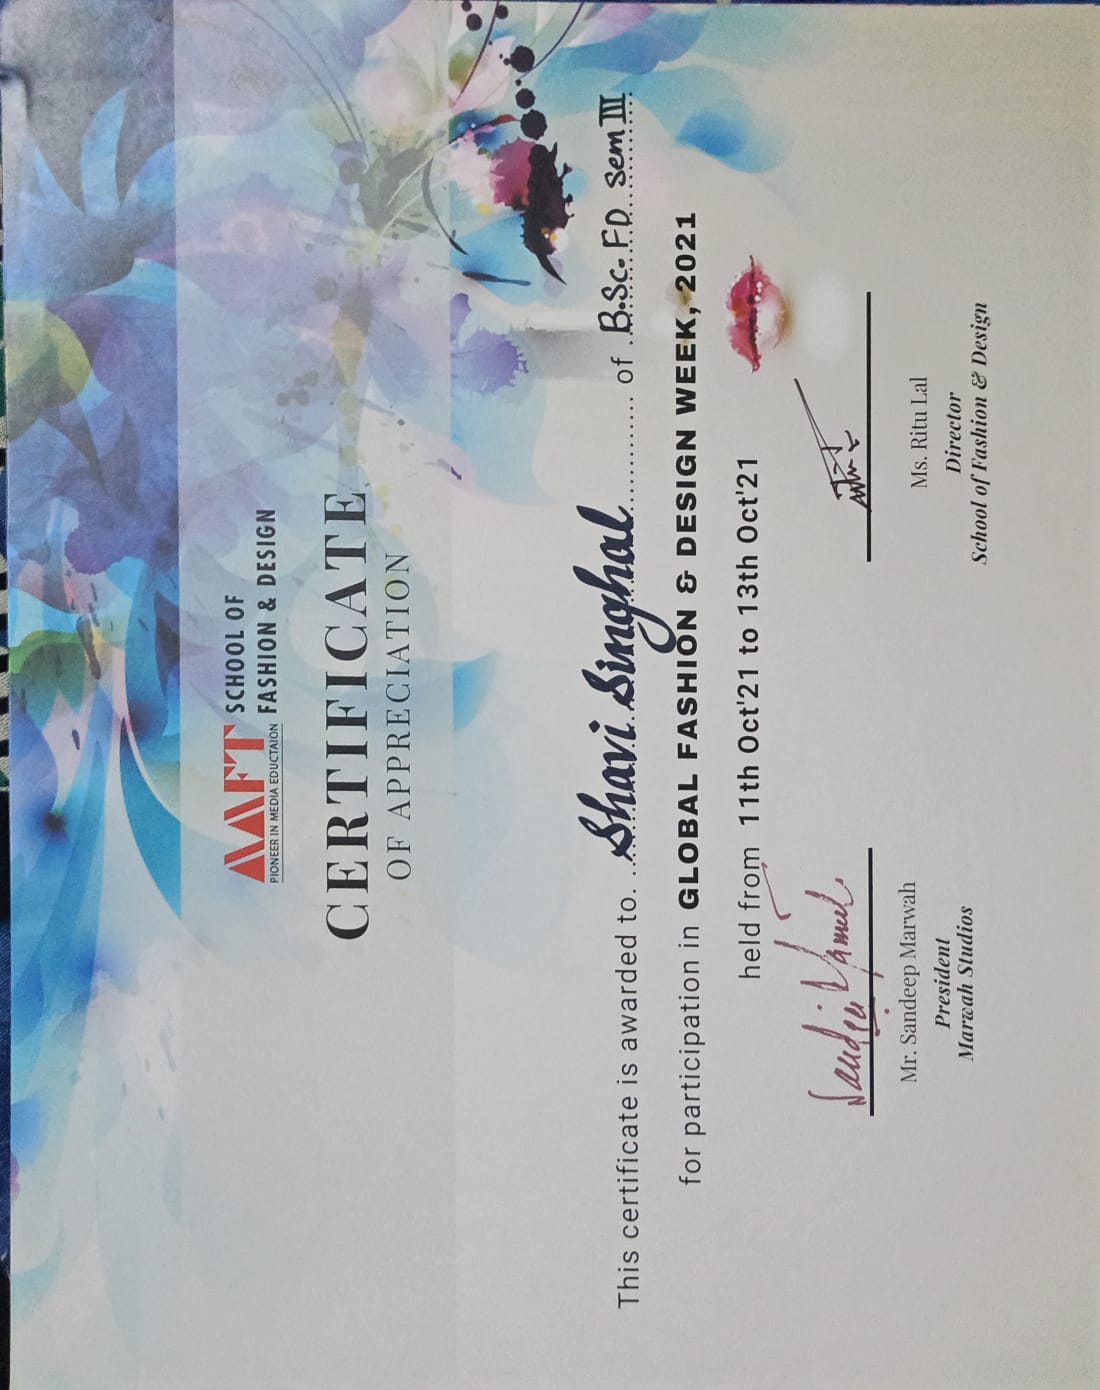 AAFT SCHOOL OF
PIONEER IN MEDIA EDUCTAION FASHION & DESIGN
CERTIFICATE
OF APPRECIATION
This certificate is awarded to. Shavi Singhal of B.Sc. FD Sem III
for participation in GLOBAL FASHION & DESIGN WEEK, 2021
held from 11th Oct'21 to 13th Oct'21
Mr. Sandeep Marwah
President
Marwah Studios
Ms. Ritu Lal
Director
School of Fashion & Design